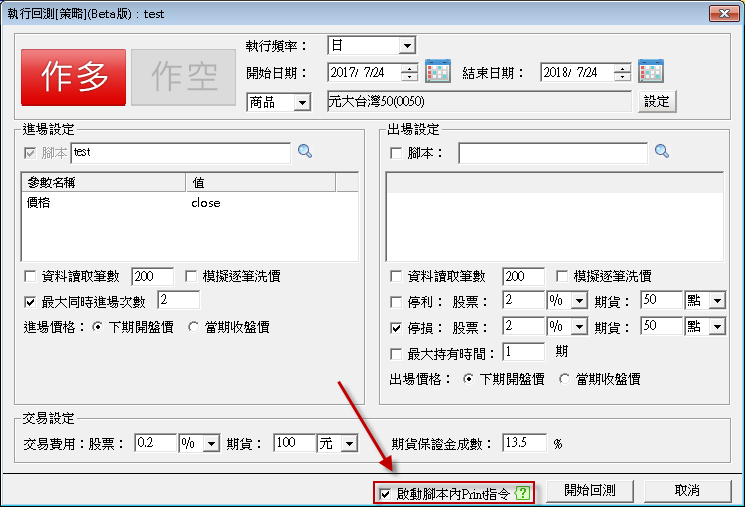 執行回測[策略](Beta版)：test
作多 作空
執行頻率： 日
開始日期： 2017/ 7/24 結束日期： 2018/ 7/24
商品 元大台灣50(0050) 設定
進場設定
腳本 test
參數名稱 值
價格 close
資料讀取筆數 200 模擬逐筆洗價
最大同時進場次數 2
進場價格： 下期開盤價 當期收盤價
出場設定
腳本：
資料讀取筆數 200 模擬逐筆洗價
停利： 股票： 2 % 期貨： 50 點
停損： 股票： 2 % 期貨： 50 點
最大持有時間： 1 期
出場價格： 下期開盤價 當期收盤價
交易設定
交易費用：股票： 0.2 % 期貨： 100 元 期貨保證金成數： 13.5 %
啟動腳本內Print指令 ? 開始回測 取消